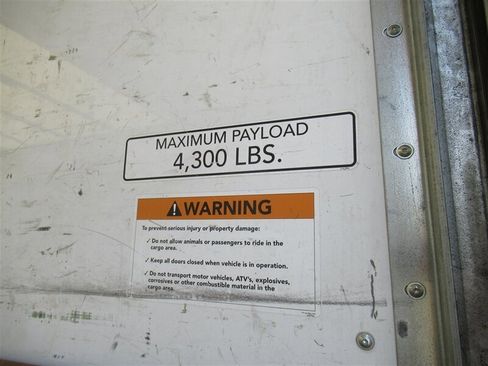 MAXIMUM PAYLOAD
4,300 LBS.
WARNING
To prevent serious injury or property damage:
✓ Do not allow animals or passengers to ride in the
cargo area.
✓ Keep all doors closed when vehicle is in operation.
✓ Do not transport motor vehicles, ATV's, explosives,
corrosives or other combustible material in the
cargo area.